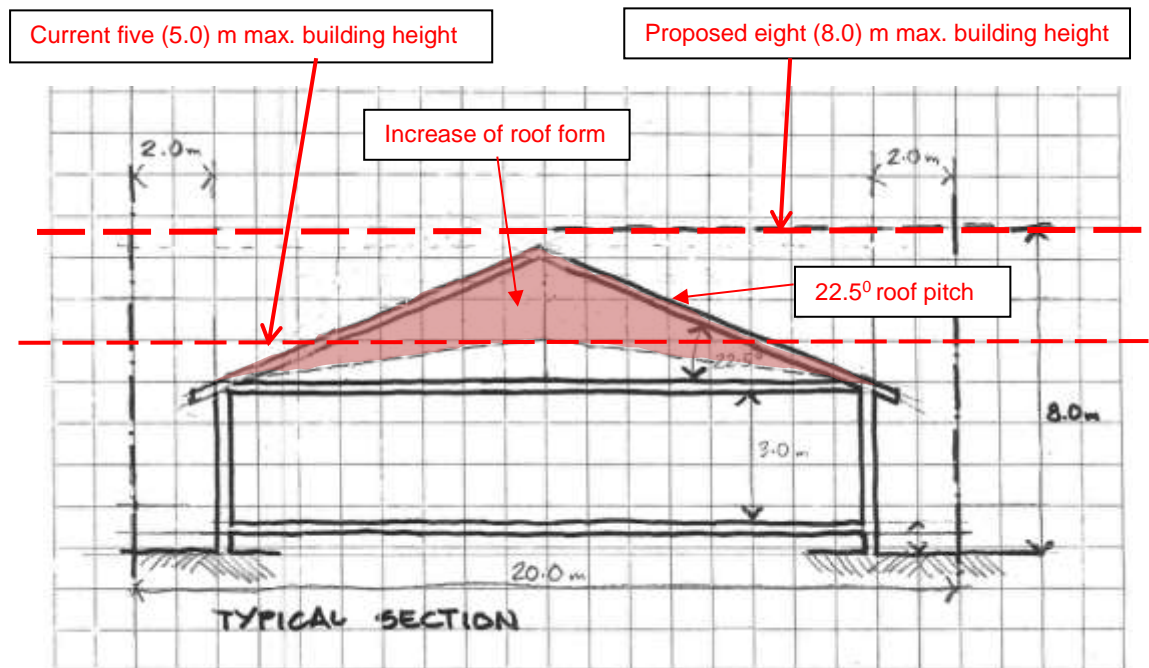 Current five (5.0) m max. building height
Proposed eight (8.0) m max. building height
Increase of roof form
2.0m
2.0m
22.5⁰ roof pitch
22.5°
8.0m
3.0m
20.0m
TYPICAL SECTION